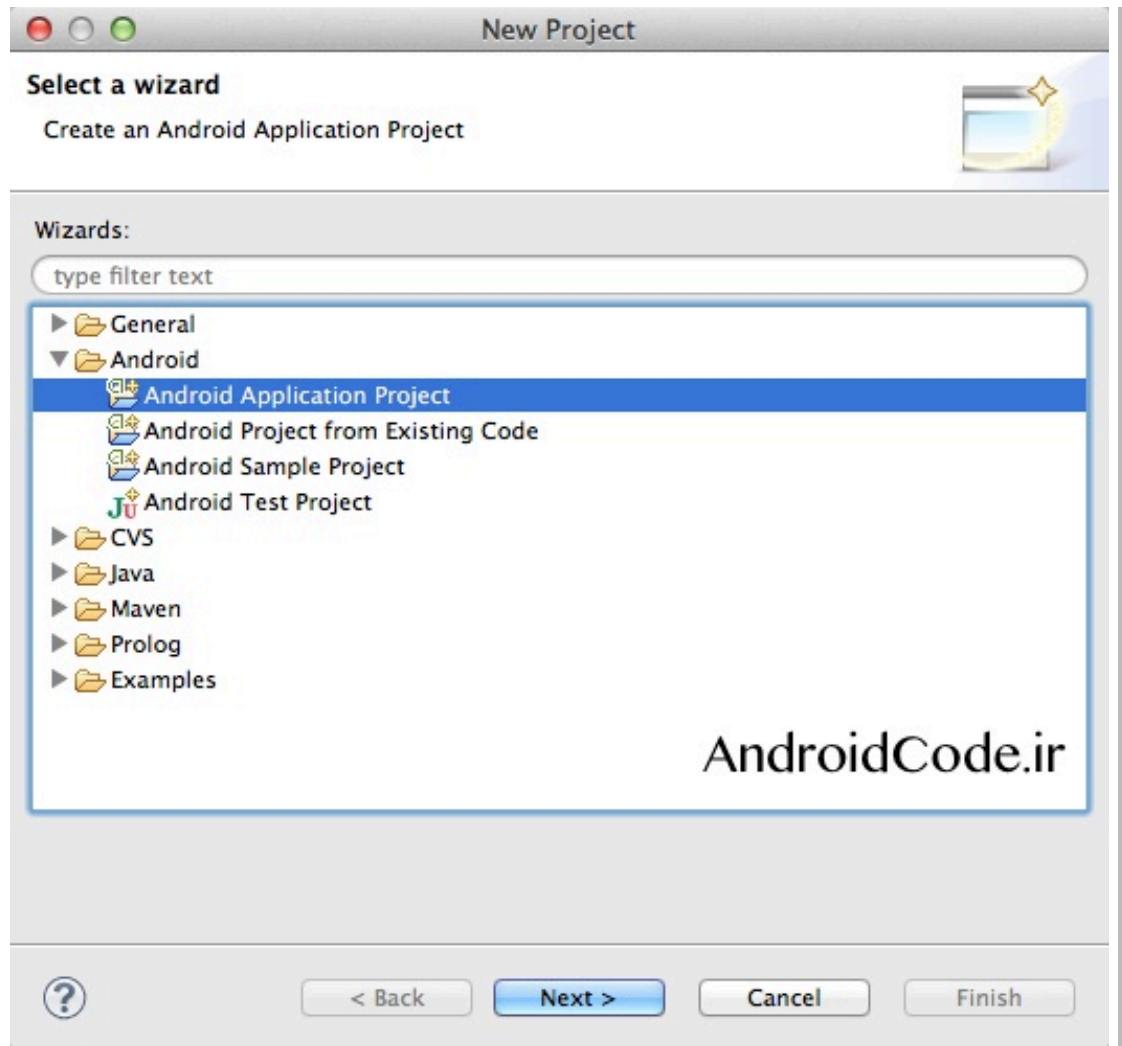 New Project
Select a wizard
Create an Android Application Project
Wizards:
type filter text
General
Android
Android Application Project
Android Project from Existing Code
Android Sample Project
Android Test Project
CVS
Java
Maven
Prolog
Examples
AndroidCode.ir
? < Back Next > Cancel Finish